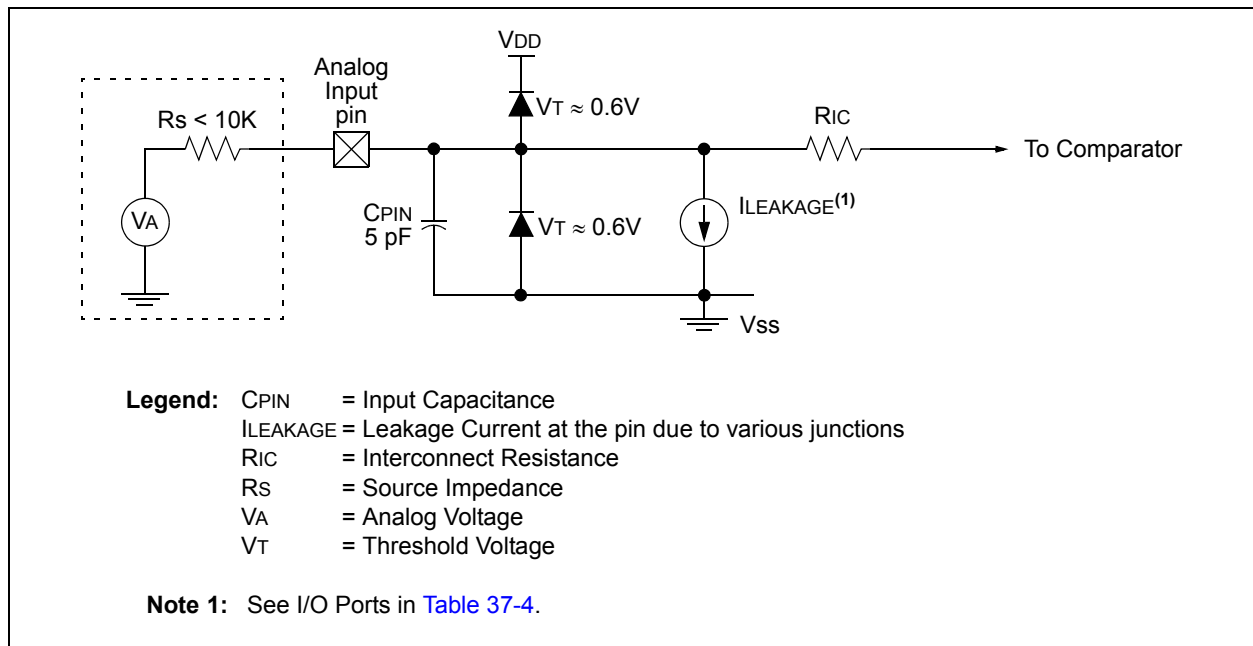 VDD
Analog
Input
pin
VT ≈ 0.6V
Rs < 10K
RIC
To Comparator
VA
CPIN
5 pF
VT ≈ 0.6V
ILEAKAGE(1)
Vss
Legend: CPIN = Input Capacitance
ILEAKAGE = Leakage Current at the pin due to various junctions
RIC = Interconnect Resistance
RS = Source Impedance
VA = Analog Voltage
VT = Threshold Voltage
Note 1: See I/O Ports in Table 37-4.